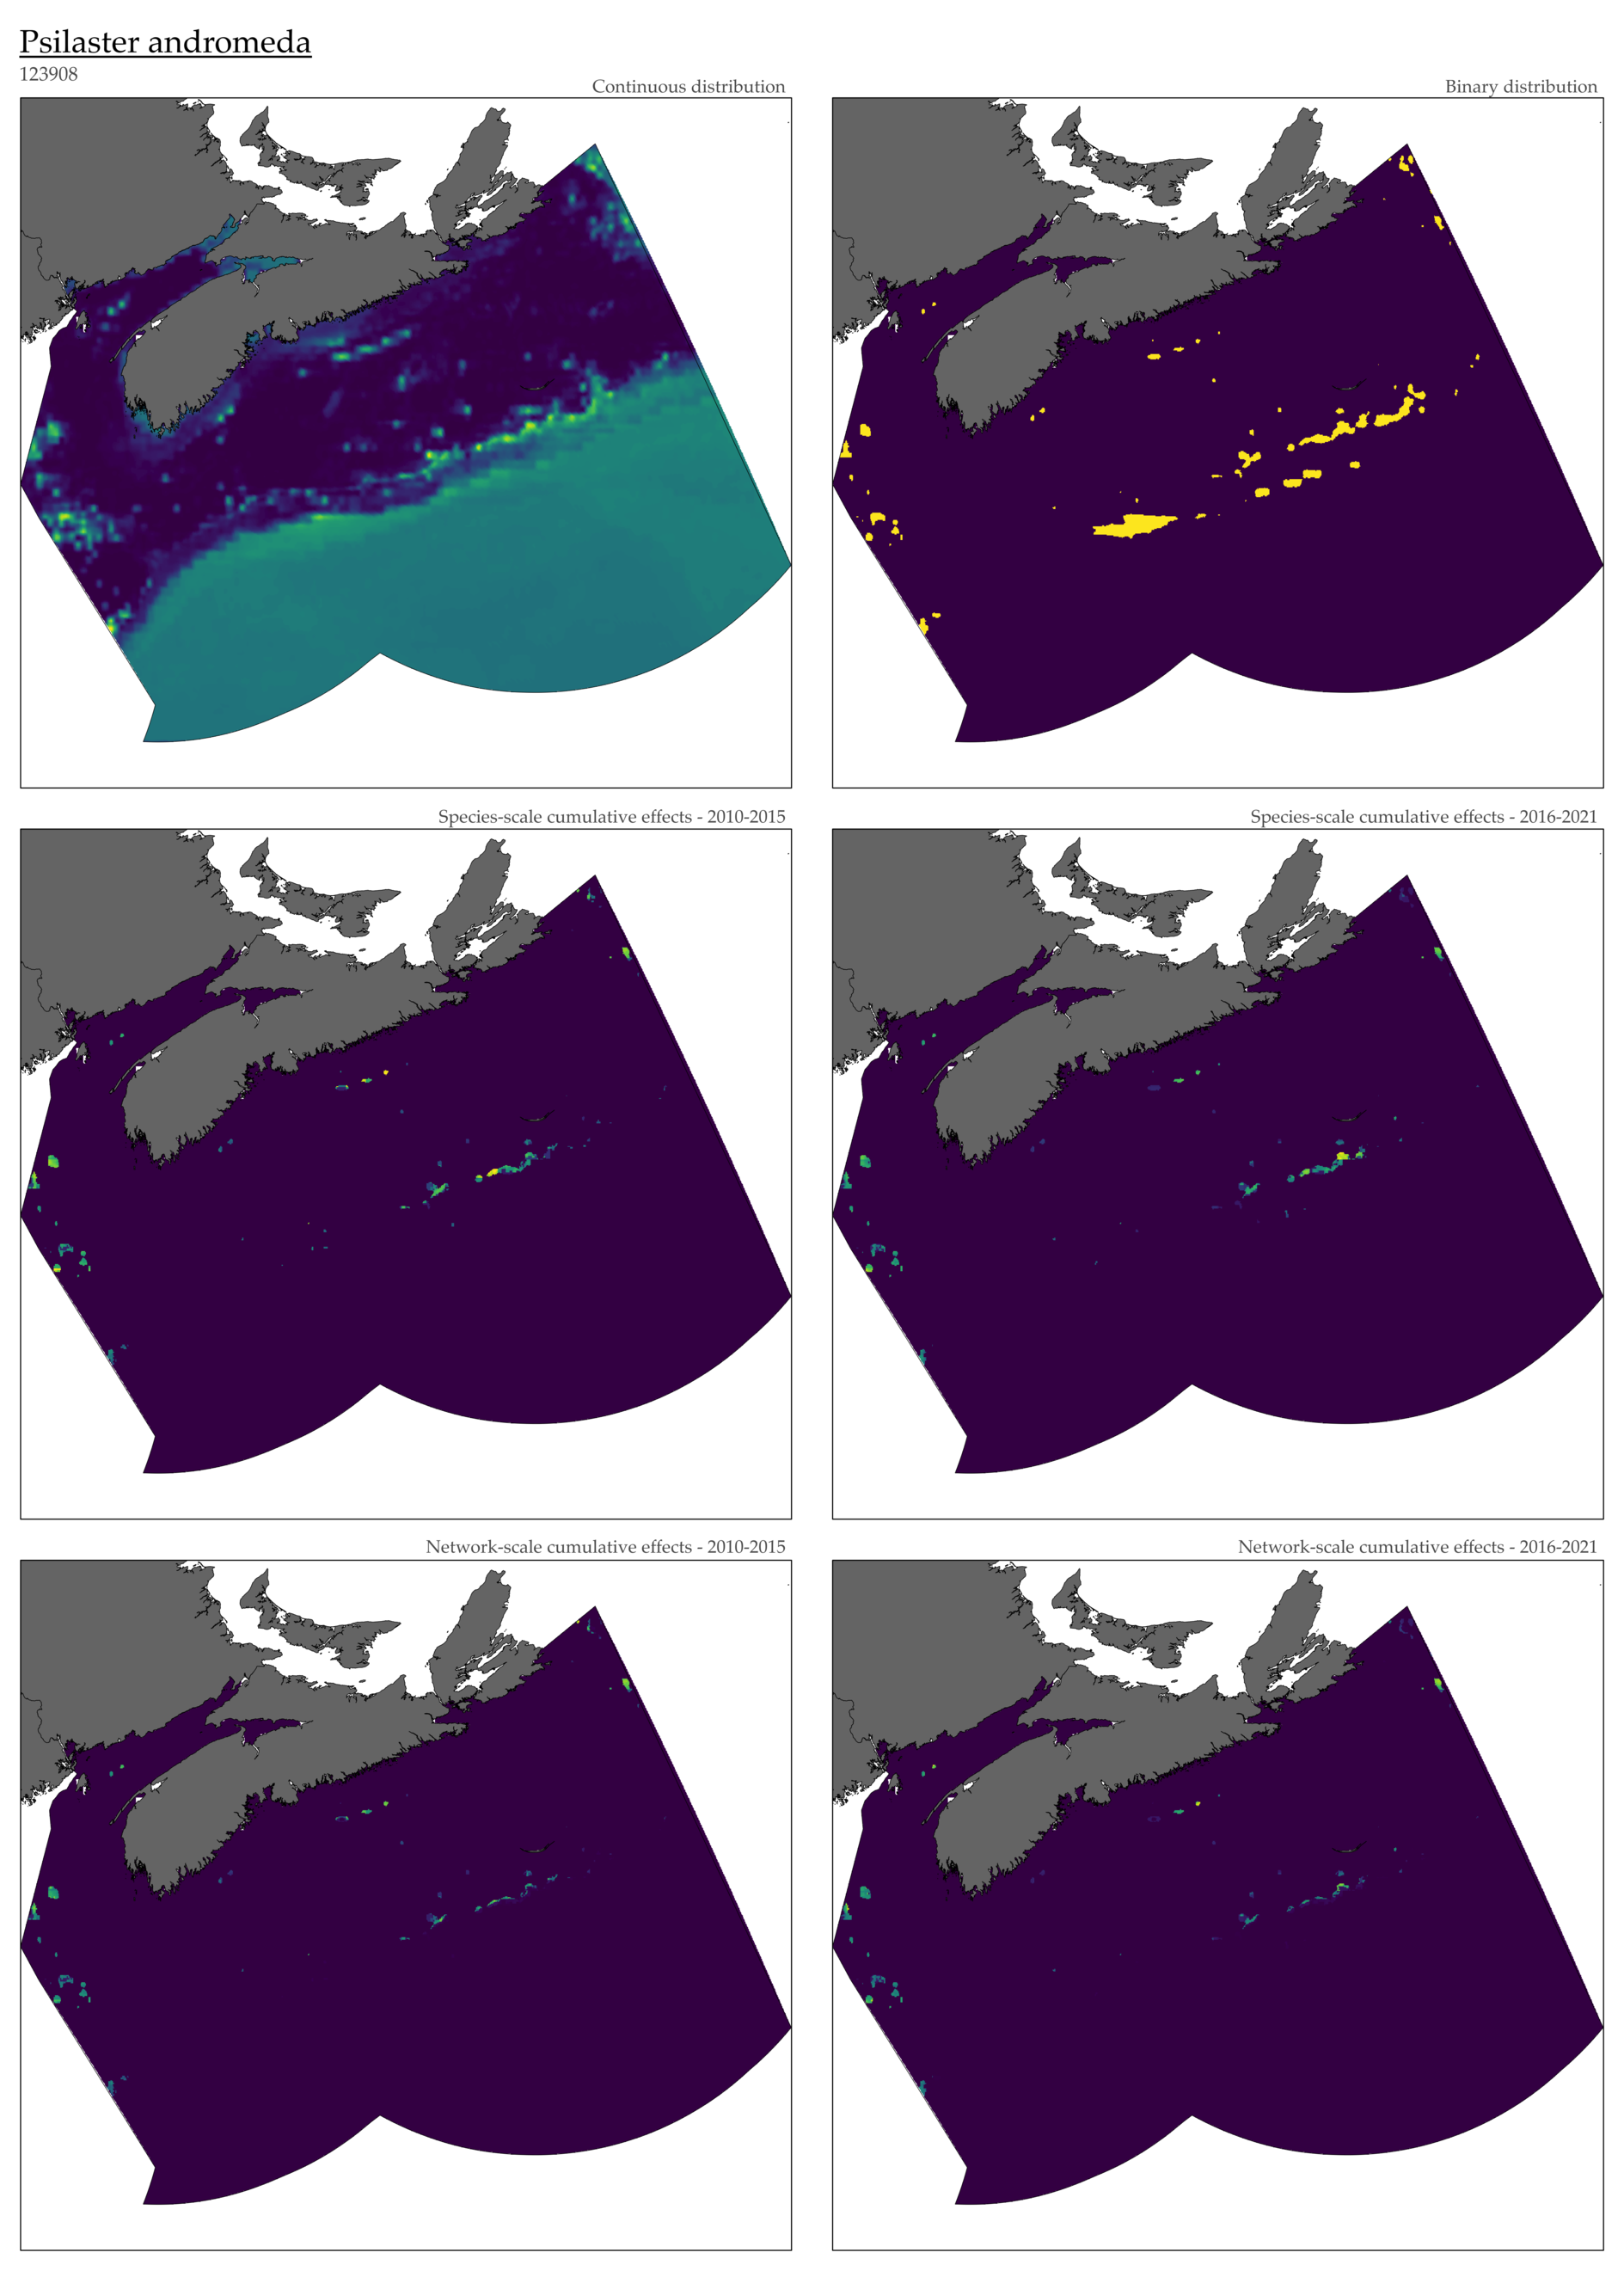 Psilaster andromeda
123908
Continuous distribution
Binary distribution
Species-scale cumulative effects - 2010-2015
Species-scale cumulative effects - 2016-2021
Network-scale cumulative effects - 2010-2015
Network-scale cumulative effects - 2016-2021